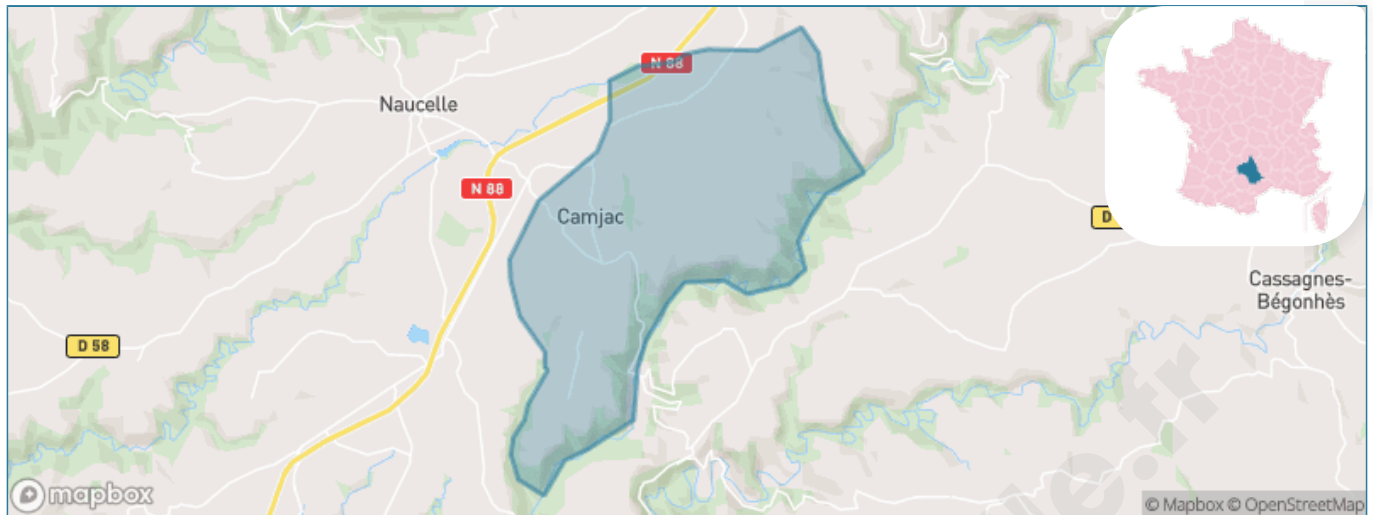 N 88
Naucelle
N 88
Camjac
D
Cassagnes-
Bégonhès
D 58
mapbox
© Mapbox © OpenStreetMap